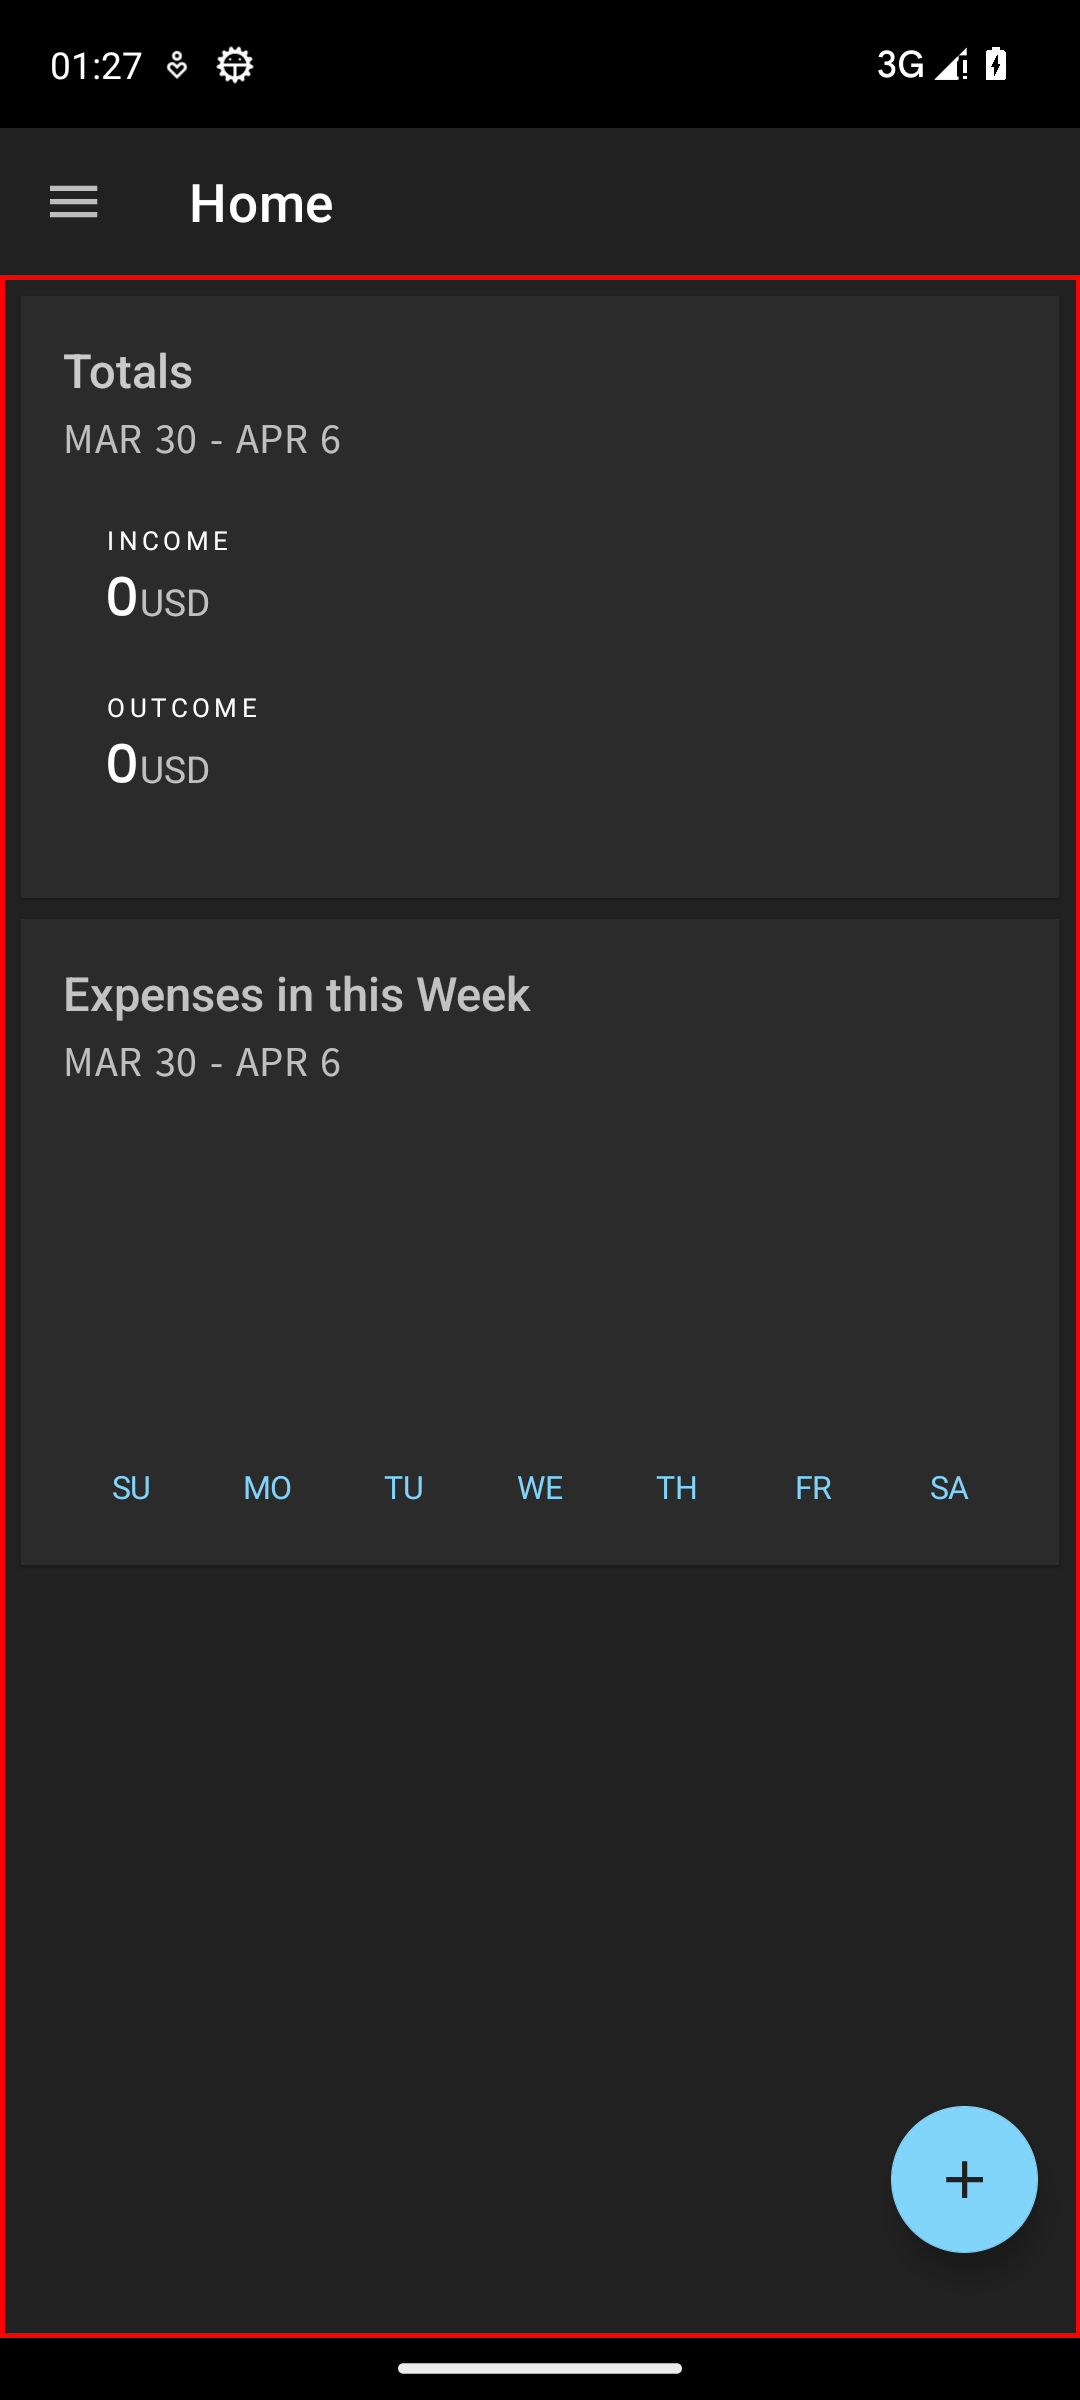 01:27
3G
Home
Totals
MAR 30 - APR 6
INCOME
0USD
OUTCOME
0USD
Expenses in this Week
MAR 30 - APR 6
SU MO TU WE TH FR SA